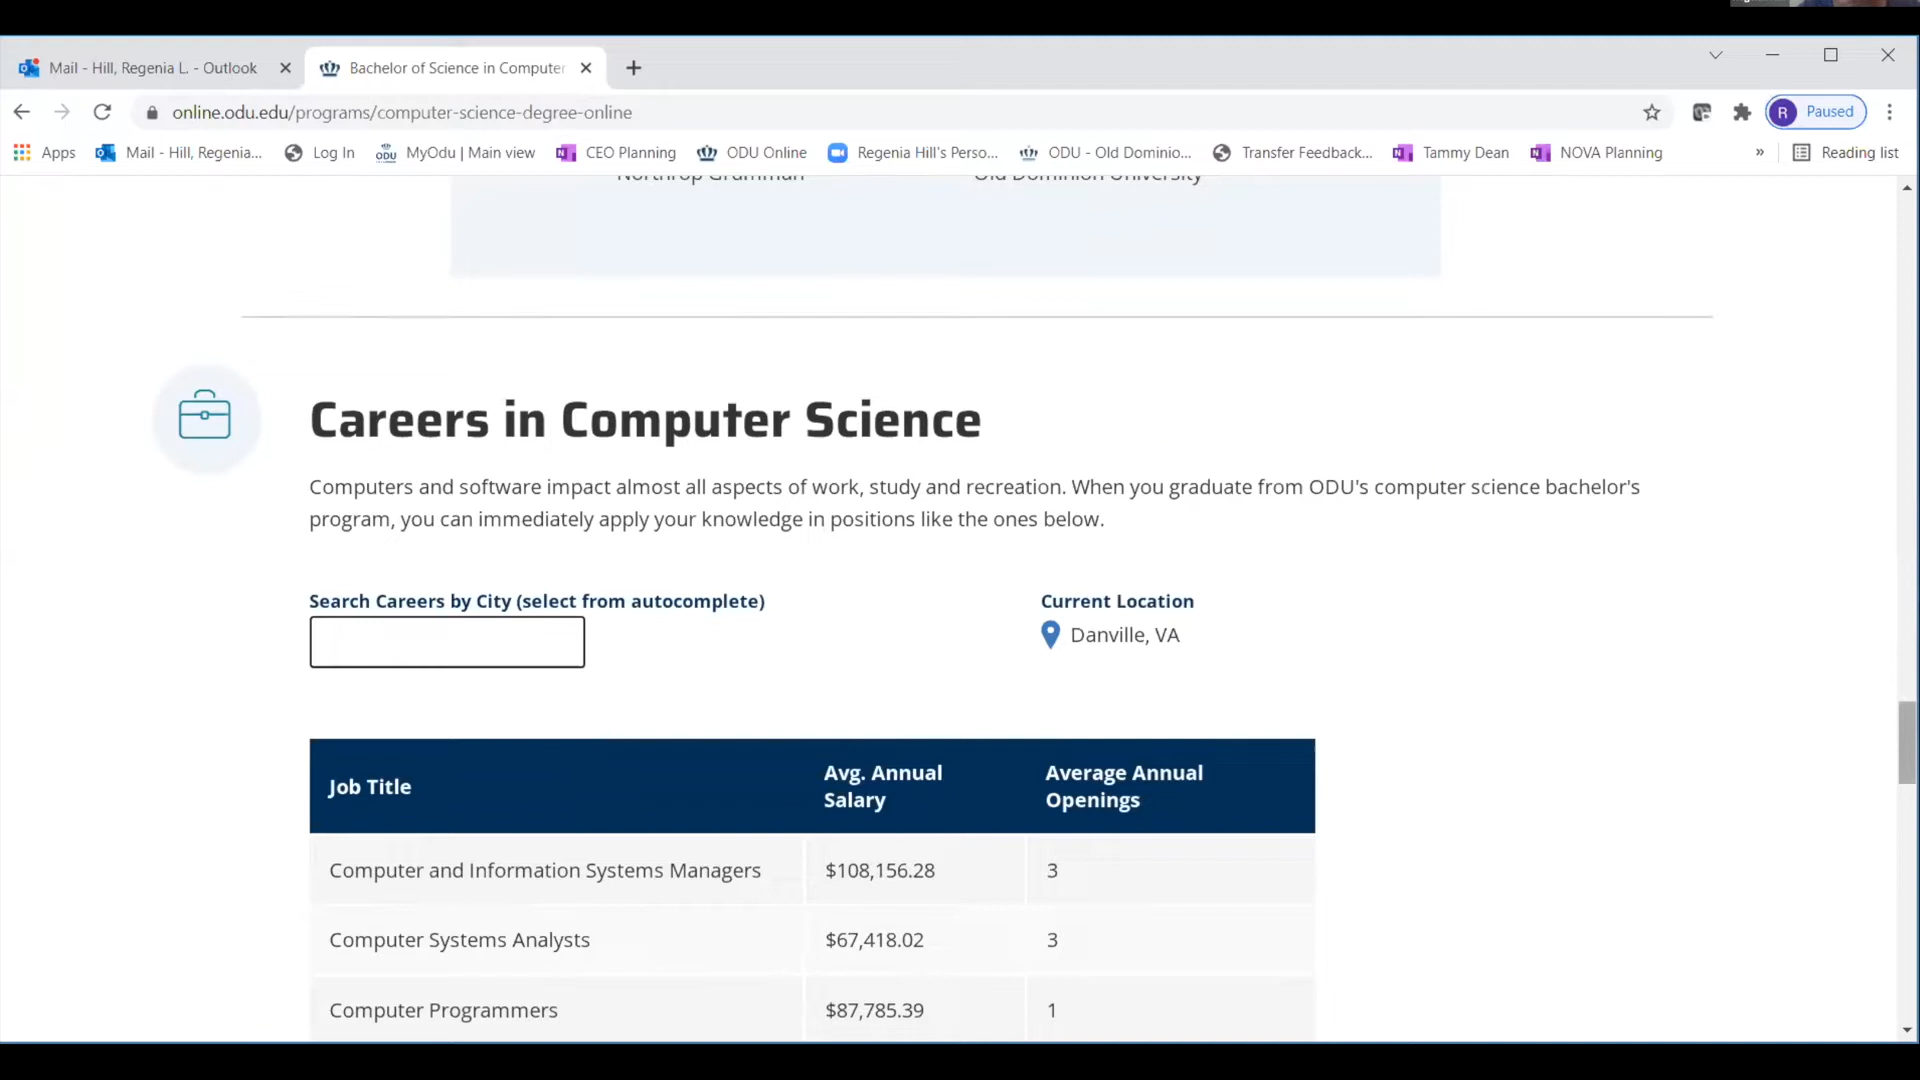 Mail - Hill, Regenia L. - Outlook
Bachelor of Science in Computer
online.odu.edu/programs/computer-science-degree-online
R Paused
Apps
Mail - Hill, Regenia...
Log In
ODU MyOdu | Main view
CEO Planning
ODU Online
Regenia Hill's Perso...
ODU - Old Dominio...
Transfer Feedback...
Tammy Dean
NOVA Planning
»
Reading list
Northrop Grumman
Old Dominion University
Careers in Computer Science
Computers and software impact almost all aspects of work, study and recreation. When you graduate from ODU's computer science bachelor's
program, you can immediately apply your knowledge in positions like the ones below.
Search Careers by City (select from autocomplete)
Current Location
Danville, VA
Job Title
Avg. Annual
Salary
Average Annual
Openings
Computer and Information Systems Managers $108,156.28 3
Computer Systems Analysts $67,418.02 3
Computer Programmers $87,785.39 1